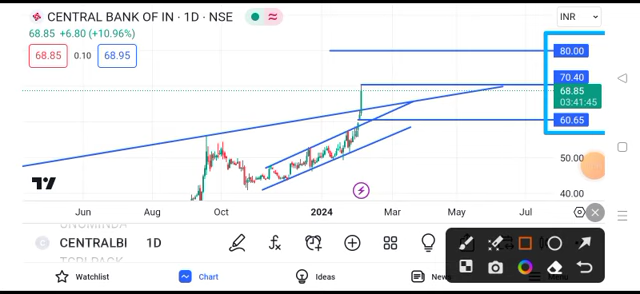 CENTRAL BANK OF IN · 1D · NSE
INR
68.85 +6.80 (+10.96%)
68.85 0.10 68.95
80.00
70.40
68.85
03:41:45
60.65
50.00
40.00
Jun Aug Oct 2024 Mar May Jul
CENTRALBI 1D
Watchlist Chart Ideas News